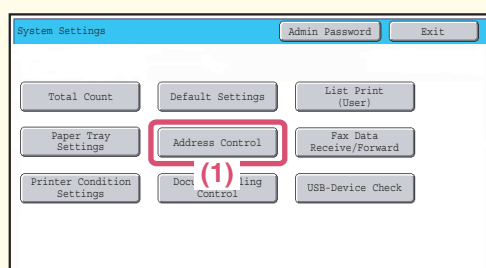 System Settings
Admin Password
Exit
Total Count
Default Settings
List Print
(User)
Paper Tray
Settings
Address Control
Fax Data
Receive/Forward
Printer Condition
Settings
(1)
Control
USB-Device Check